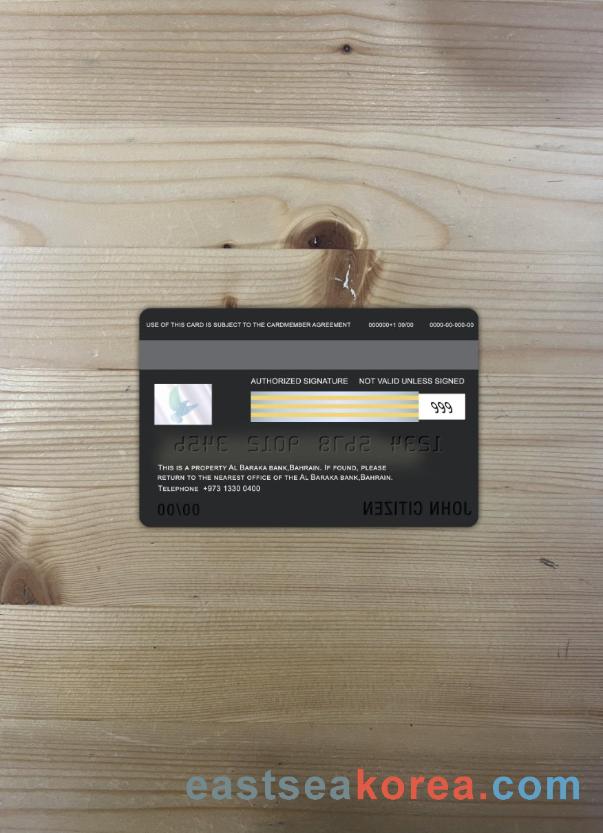 USE OF THIS CARD IS SUBJECT TO THE CARDMEMBER AGREEMENT 000000+1 00/00 0000-00-000-00
AUTHORIZED SIGNATURE NOT VALID UNLESS SIGNED
999
1234 5678 9012 3456
THIS IS A PROPERTY AL BARAKA BANK,BAHRAIN. IF FOUND, PLEASE
RETURN TO THE NEAREST OFFICE OF THE AL BARAKA BANK,BAHRAIN.
TELEPHONE +973 1330 0400
00/00 JOHN CITIZEN
eastseakorea.com